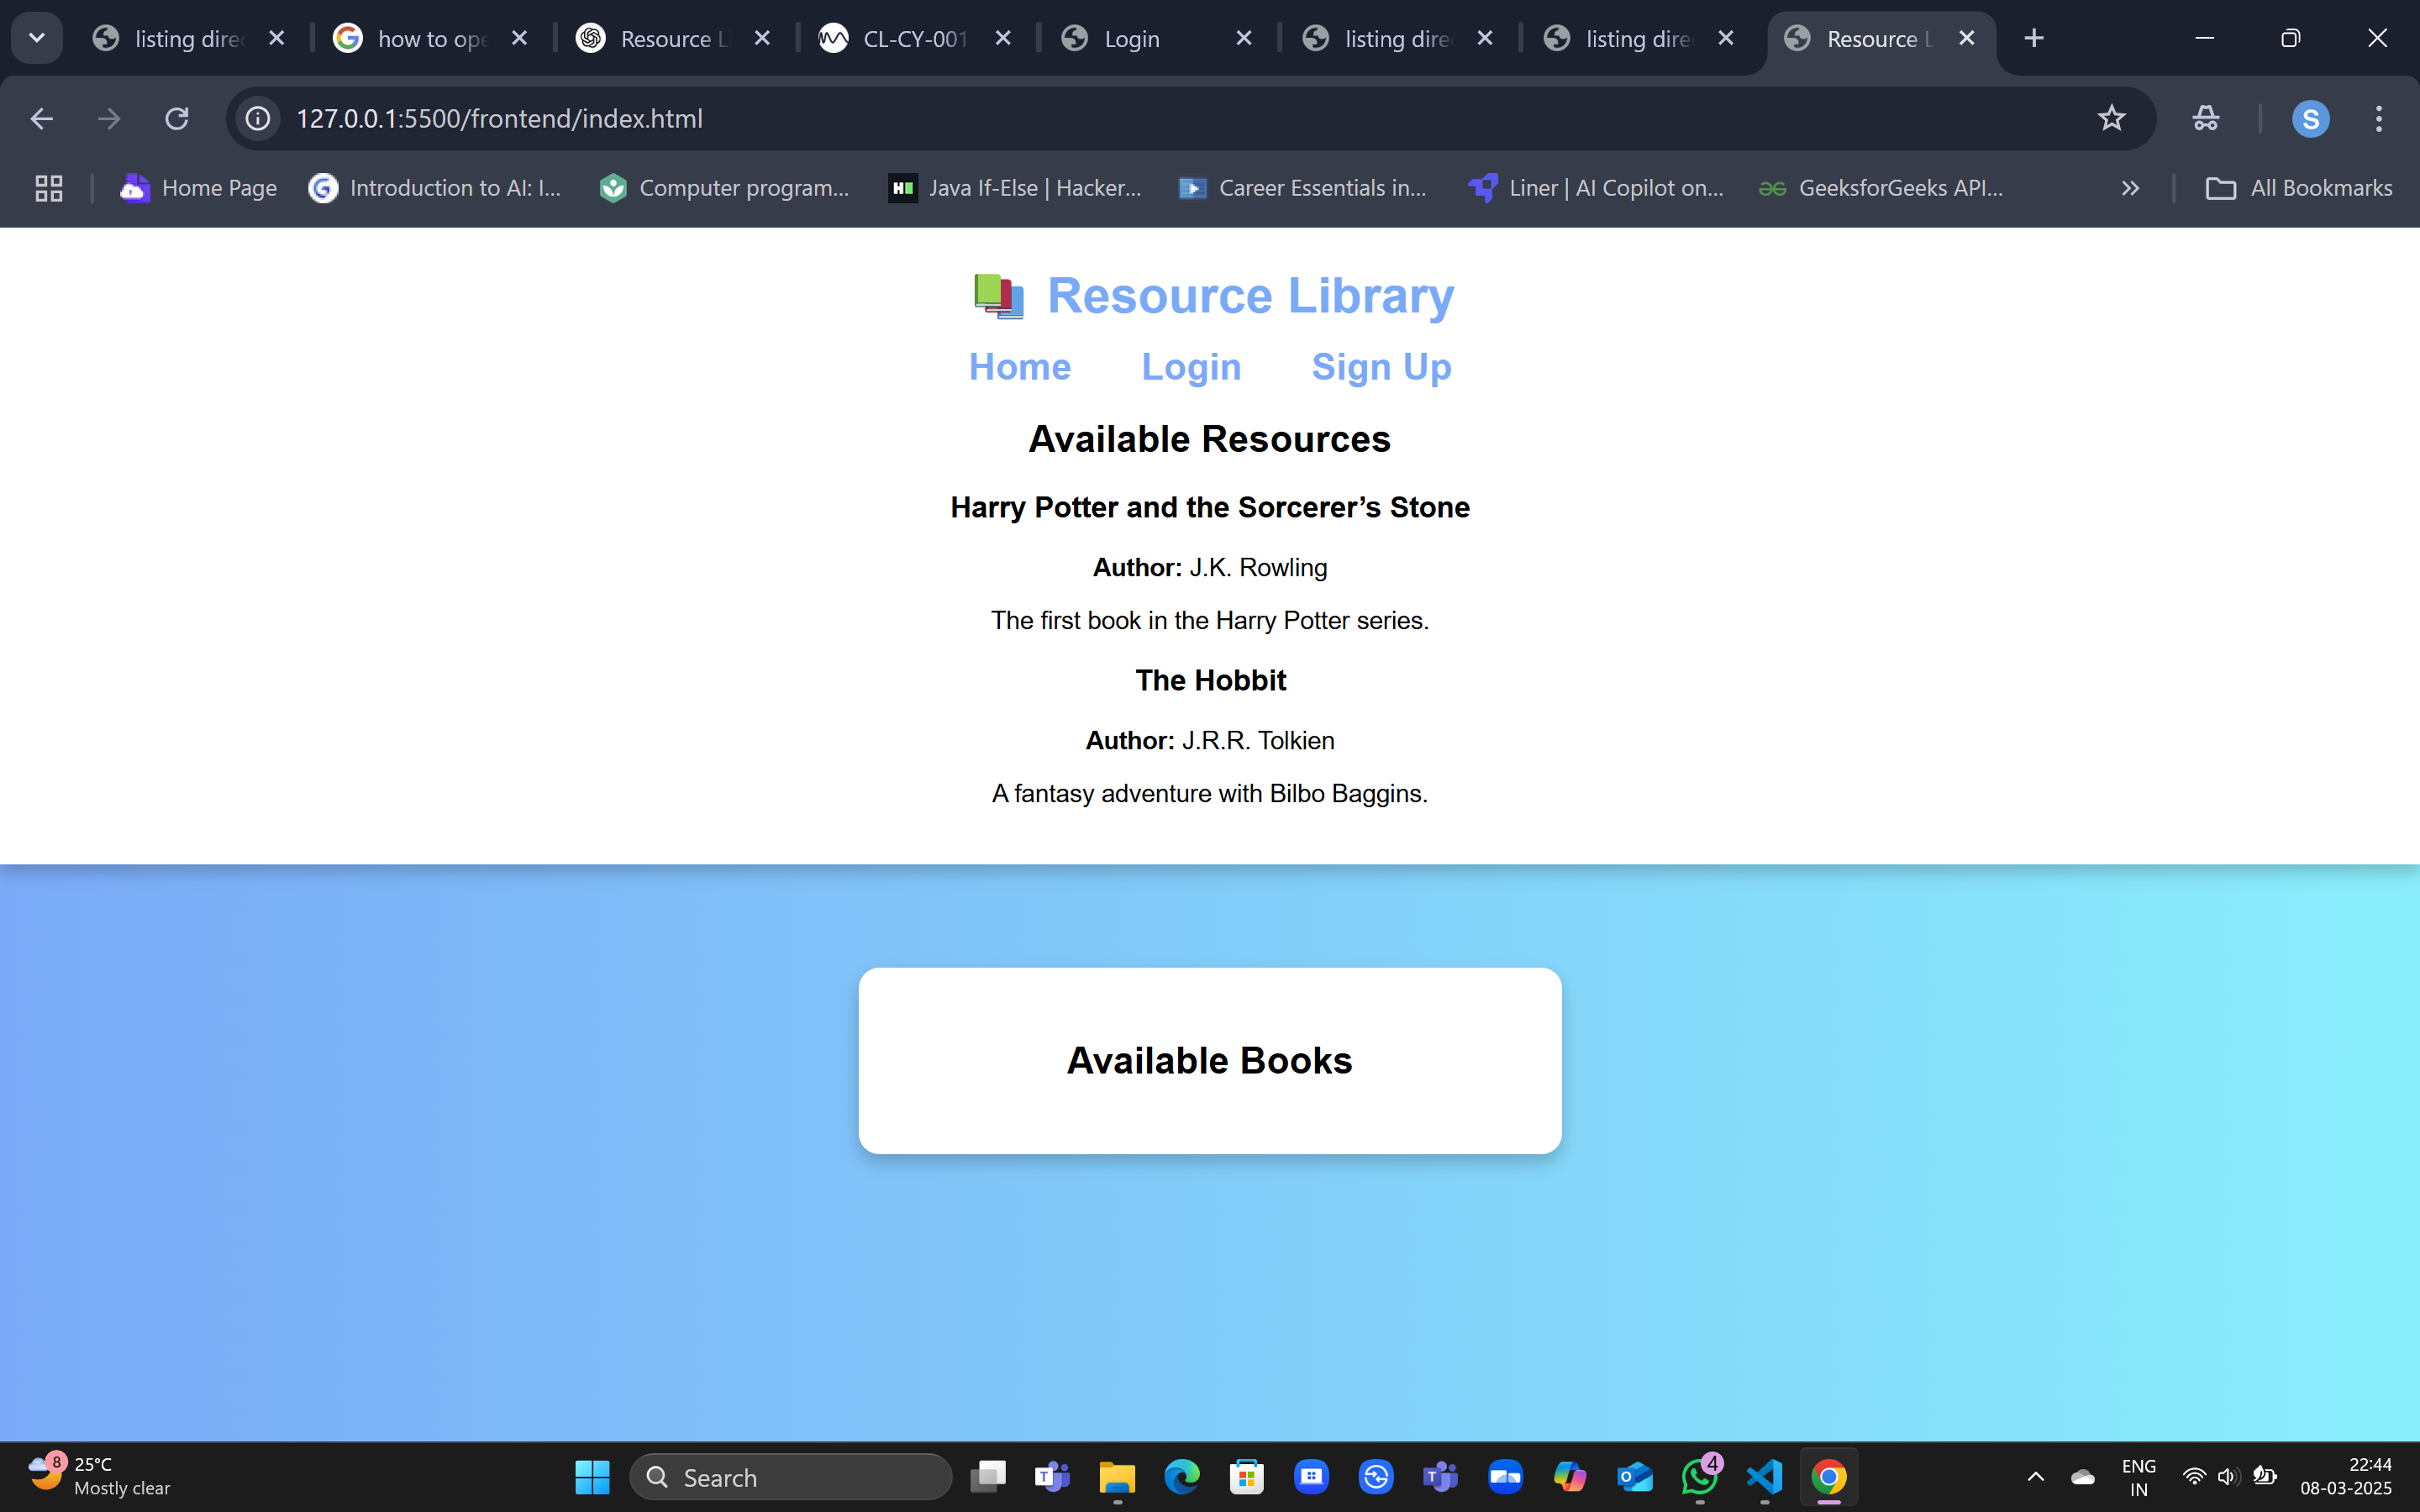 listing dire
how to ope
Resource L
CL-CY-001
Login
listing dire
listing dire
Resource L
127.0.0.1:5500/frontend/index.html
S
Home Page
Introduction to AI: I...
Computer program...
Java If-Else | Hacker...
Career Essentials in...
Liner | AI Copilot on...
GeeksforGeeks API...
All Bookmarks
Resource Library
Home Login Sign Up
Available Resources
Harry Potter and the Sorcerer’s Stone
Author: J.K. Rowling
The first book in the Harry Potter series.
The Hobbit
Author: J.R.R. Tolkien
A fantasy adventure with Bilbo Baggins.
Available Books
8
25°C
Mostly clear
Search
4
ENG
IN
22:44
08-03-2025